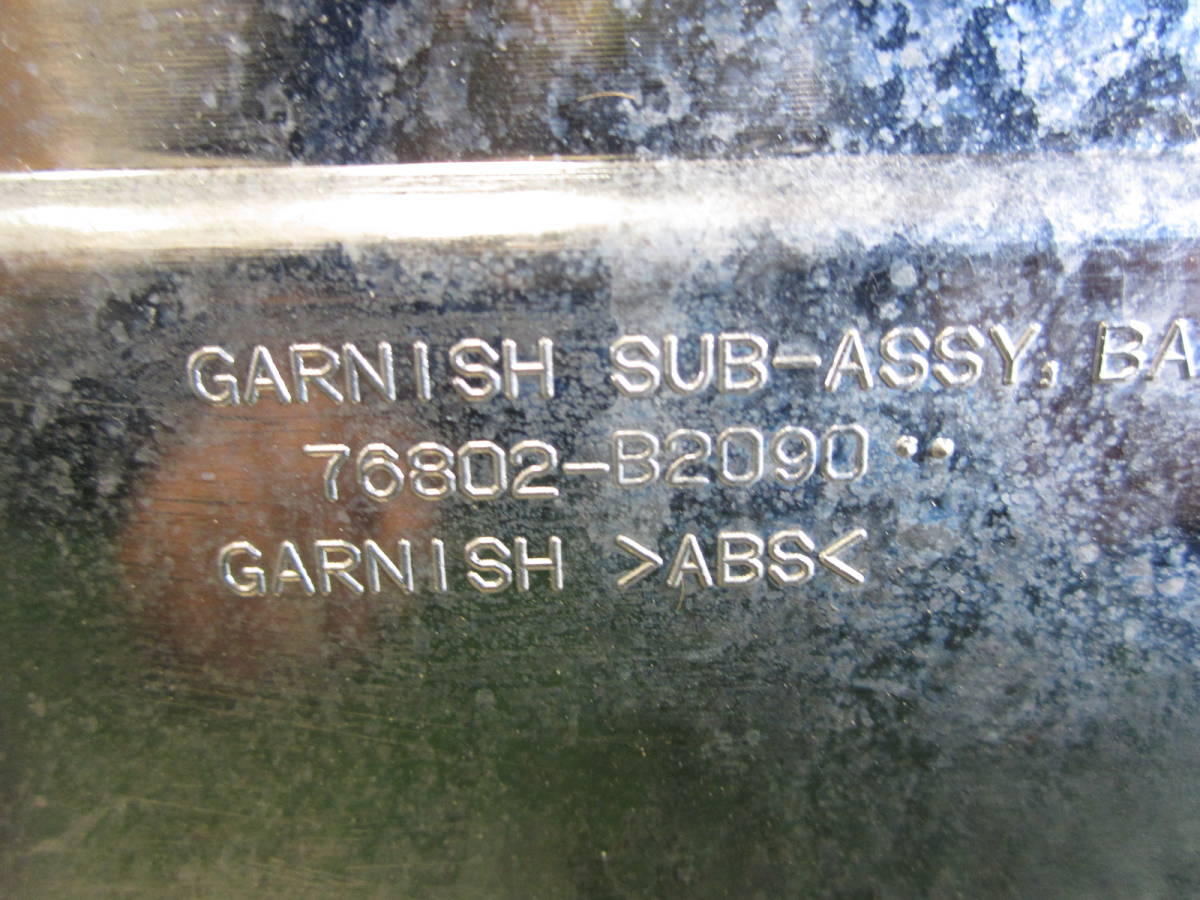 GARNISH SUB-ASSY, BA
76802-B2090··
GARNISH >ABS<